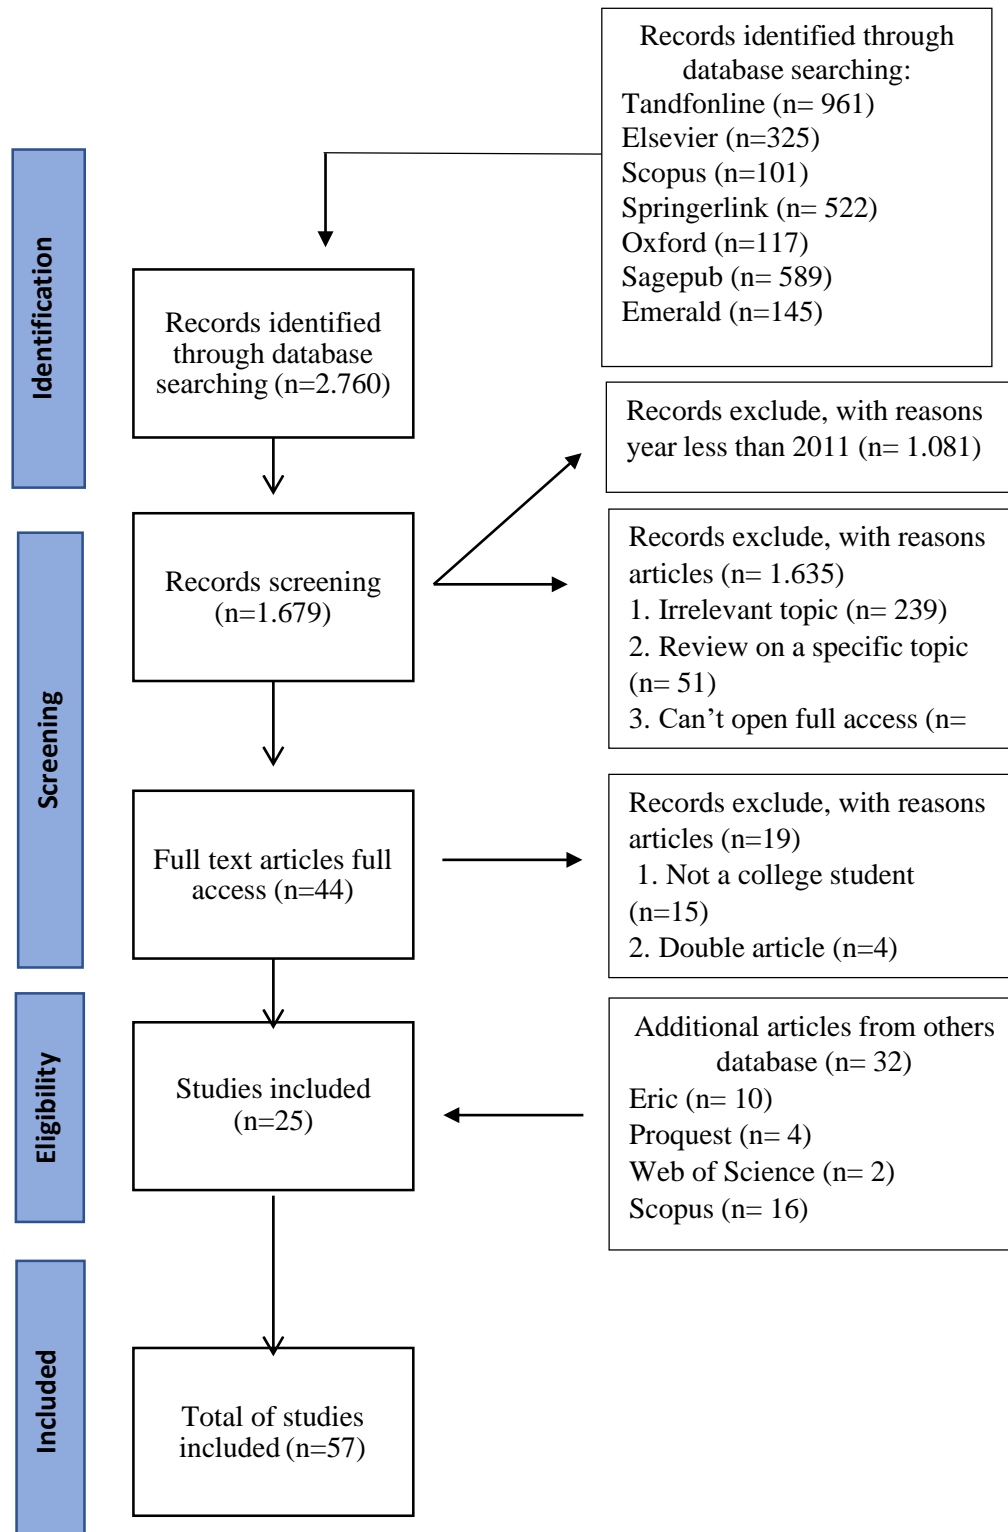 Records identified through
database searching:
Tandfonline (n= 961)
Elsevier (n=325)
Scopus (n=101)
Springerlink (n= 522)
Oxford (n=117)
Sagepub (n= 589)
Emerald (n=145)
Identification
Records identified
through database
searching (n=2.760)
Records exclude, with reasons
year less than 2011 (n= 1.081)
Screening
Records screening
(n=1.679)
Records exclude, with reasons
articles (n= 1.635)
1. Irrelevant topic (n= 239)
2. Review on a specific topic
(n= 51)
3. Can’t open full access (n=
Full text articles full
access (n=44)
Records exclude, with reasons
articles (n=19)
1. Not a college student
(n=15)
2. Double article (n=4)
Eligibility
Studies included
(n=25)
Additional articles from others
database (n= 32)
Eric (n= 10)
Proquest (n= 4)
Web of Science (n= 2)
Scopus (n= 16)
Included
Total of studies
included (n=57)